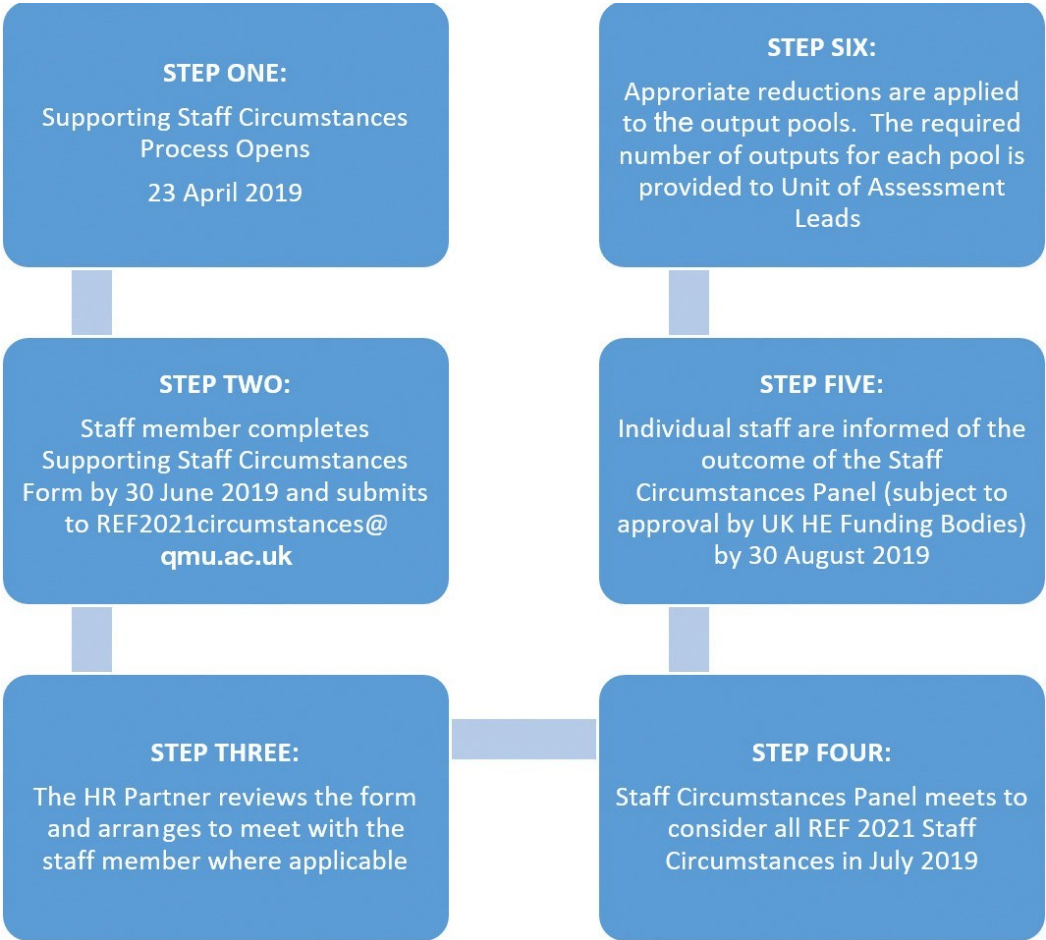 STEP ONE:
Supporting Staff Circumstances
Process Opens
23 April 2019
STEP TWO:
Staff member completes
Supporting Staff Circumstances
Form by 30 June 2019 and submits
to REF2021circumstances@
qmu.ac.uk
STEP THREE:
The HR Partner reviews the form
and arranges to meet with the
staff member where applicable
STEP FOUR:
Staff Circumstances Panel meets to
consider all REF 2021 Staff
Circumstances in July 2019
STEP FIVE:
Individual staff are informed of the
outcome of the Staff
Circumstances Panel (subject to
approval by UK HE Funding Bodies)
by 30 August 2019
STEP SIX:
Approriate reductions are applied
to the output pools.  The required
number of outputs for each pool is
provided to Unit of Assessment
Leads